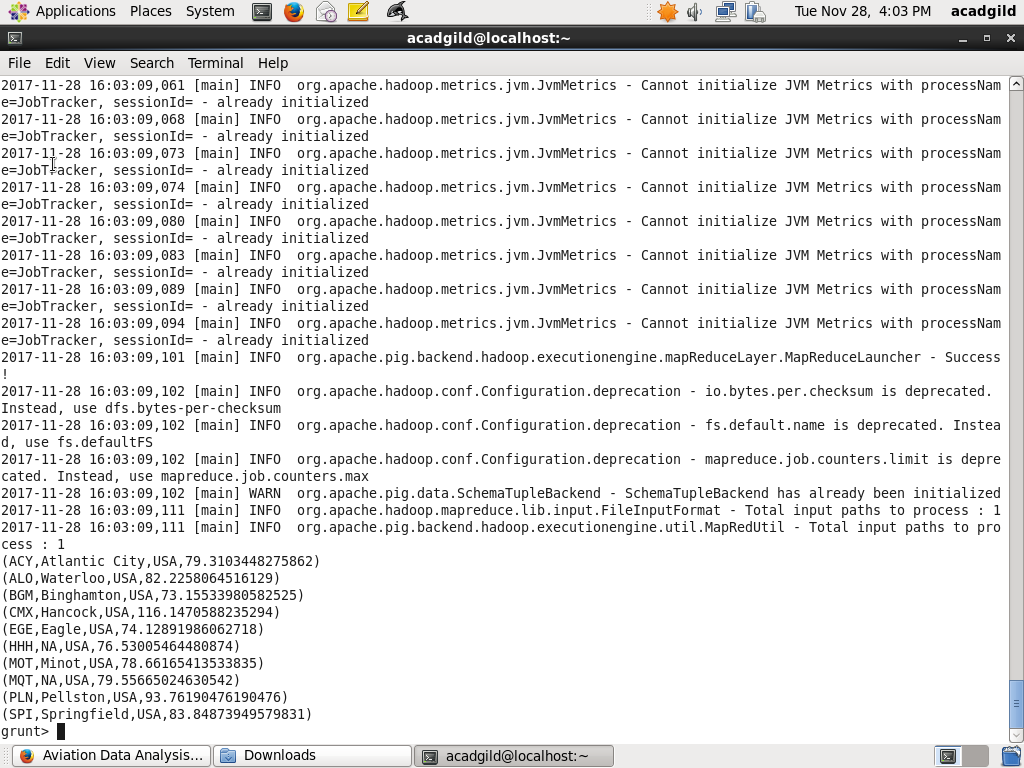 Applications Places System Tue Nov 28, 4:03 PM acadgild
acadgild@localhost:~
File Edit View Search Terminal Help
2017-11-28 16:03:09,061 [main] INFO  org.apache.hadoop.metrics.jvm.JvmMetrics - Cannot initialize JVM Metrics with processNam
e=JobTracker, sessionId= - already initialized
2017-11-28 16:03:09,068 [main] INFO  org.apache.hadoop.metrics.jvm.JvmMetrics - Cannot initialize JVM Metrics with processNam
e=JobTracker, sessionId= - already initialized
2017-11-28 16:03:09,073 [main] INFO  org.apache.hadoop.metrics.jvm.JvmMetrics - Cannot initialize JVM Metrics with processNam
e=JobTracker, sessionId= - already initialized
2017-11-28 16:03:09,074 [main] INFO  org.apache.hadoop.metrics.jvm.JvmMetrics - Cannot initialize JVM Metrics with processNam
e=JobTracker, sessionId= - already initialized
2017-11-28 16:03:09,080 [main] INFO  org.apache.hadoop.metrics.jvm.JvmMetrics - Cannot initialize JVM Metrics with processNam
e=JobTracker, sessionId= - already initialized
2017-11-28 16:03:09,083 [main] INFO  org.apache.hadoop.metrics.jvm.JvmMetrics - Cannot initialize JVM Metrics with processNam
e=JobTracker, sessionId= - already initialized
2017-11-28 16:03:09,089 [main] INFO  org.apache.hadoop.metrics.jvm.JvmMetrics - Cannot initialize JVM Metrics with processNam
e=JobTracker, sessionId= - already initialized
2017-11-28 16:03:09,094 [main] INFO  org.apache.hadoop.metrics.jvm.JvmMetrics - Cannot initialize JVM Metrics with processNam
e=JobTracker, sessionId= - already initialized
2017-11-28 16:03:09,101 [main] INFO  org.apache.pig.backend.hadoop.executionengine.mapReduceLayer.MapReduceLauncher - Success
!
2017-11-28 16:03:09,102 [main] INFO  org.apache.hadoop.conf.Configuration.deprecation - io.bytes.per.checksum is deprecated.
Instead, use dfs.bytes-per-checksum
2017-11-28 16:03:09,102 [main] INFO  org.apache.hadoop.conf.Configuration.deprecation - fs.default.name is deprecated. Instea
d, use fs.defaultFS
2017-11-28 16:03:09,102 [main] INFO  org.apache.hadoop.conf.Configuration.deprecation - mapreduce.job.counters.limit is depre
cated. Instead, use mapreduce.job.counters.max
2017-11-28 16:03:09,102 [main] WARN  org.apache.pig.data.SchemaTupleBackend - SchemaTupleBackend has already been initialized
2017-11-28 16:03:09,111 [main] INFO  org.apache.hadoop.mapreduce.lib.input.FileInputFormat - Total input paths to process : 1
2017-11-28 16:03:09,111 [main] INFO  org.apache.pig.backend.hadoop.executionengine.util.MapRedUtil - Total input paths to pro
cess : 1
(ACY,Atlantic City,USA,79.3103448275862)
(ALO,Waterloo,USA,82.2258064516129)
(BGM,Binghamton,USA,73.15533980582525)
(CMX,Hancock,USA,116.1470588235294)
(EGE,Eagle,USA,74.12891986062718)
(HHH,NA,USA,76.53005464480874)
(MOT,Minot,USA,78.66165413533835)
(MQT,NA,USA,79.55665024630542)
(PLN,Pellston,USA,93.76190476190476)
(SPI,Springfield,USA,83.84873949579831)
grunt>
Aviation Data Analysis... Downloads acadgild@localhost:~